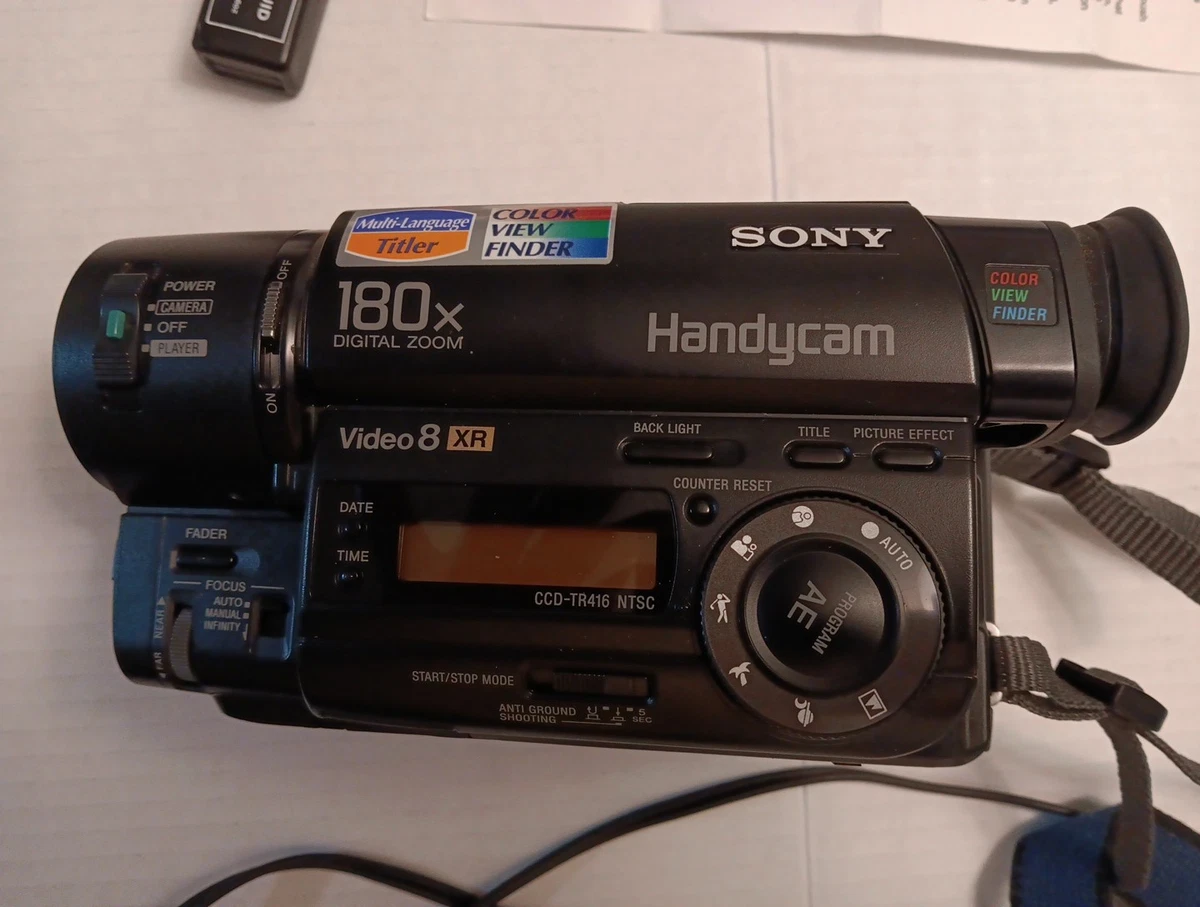 UID
Multi-Language
Titler
COLOR
VIEW
FINDER
SONY
COLOR
VIEW
FINDER
180x
DIGITAL ZOOM
Handycam
POWER
CAMERA
OFF
PLAYER
OFF
ON
Video 8 XR
BACK LIGHT
TITLE
PICTURE EFFECT
COUNTER RESET
DATE
TIME
AUTO
PROGRAM
AE
CCD-TR416 NTSC
FADER
FOCUS
AUTO
MANUAL
INFINITY
NEAR
FAR
START/STOP MODE
ANTI GROUND
SHOOTING
5
SEC